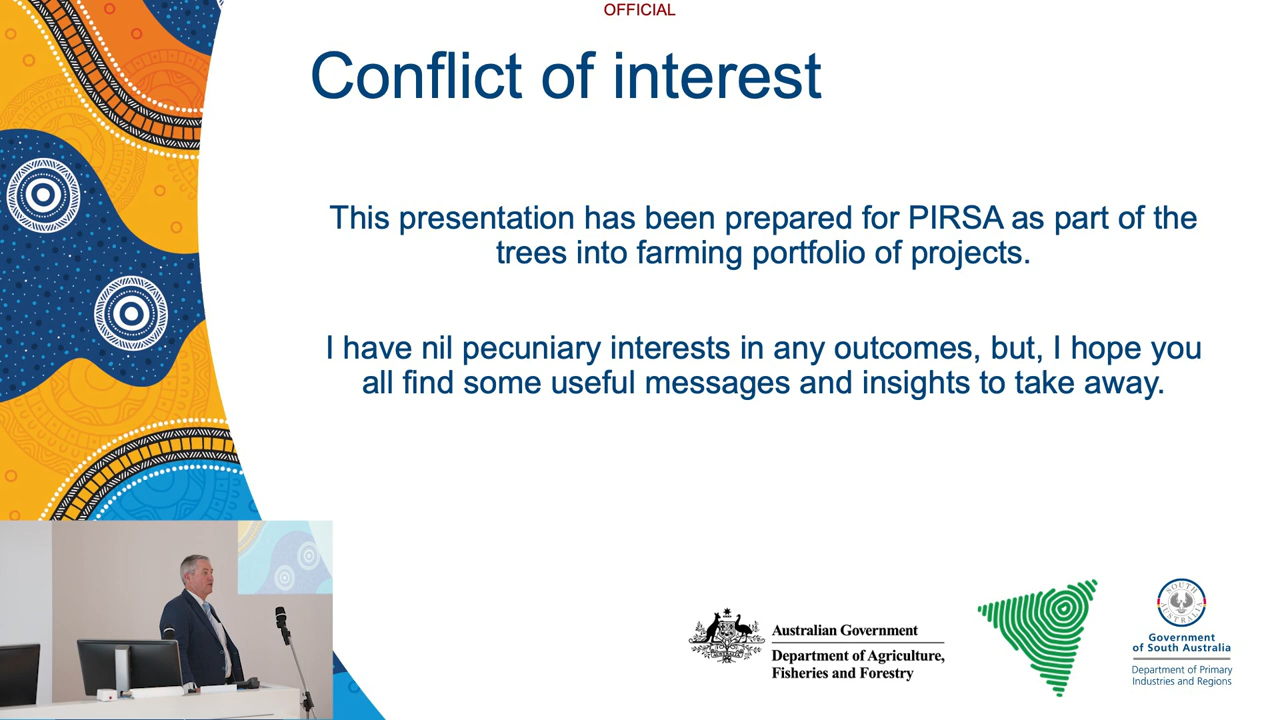 OFFICIAL
Conflict of interest
This presentation has been prepared for PIRSA as part of the
trees into farming portfolio of projects.
I have nil pecuniary interests in any outcomes, but, I hope you
all find some useful messages and insights to take away.
Australian Government
Department of Agriculture,
Fisheries and Forestry
SOUTH
AUSTRALIA
Government
of South Australia
Department of Primary
Industries and Regions